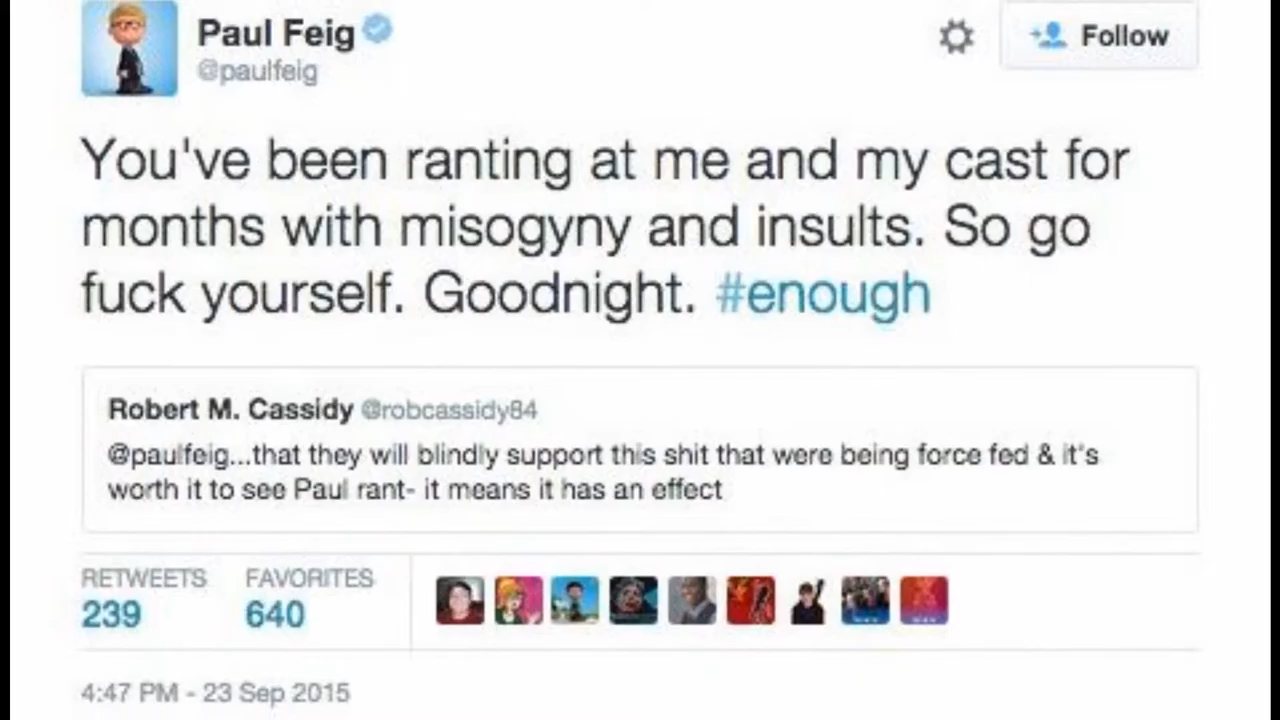 Paul Feig
@paulfeig
Follow
You've been ranting at me and my cast for
months with misogyny and insults. So go
fuck yourself. Goodnight. #enough
Robert M. Cassidy @robcassidy84
@paulfeig...that they will blindly support this shit that were being force fed & it's
worth it to see Paul rant- it means it has an effect
RETWEETS FAVORITES
239 640
4:47 PM - 23 Sep 2015